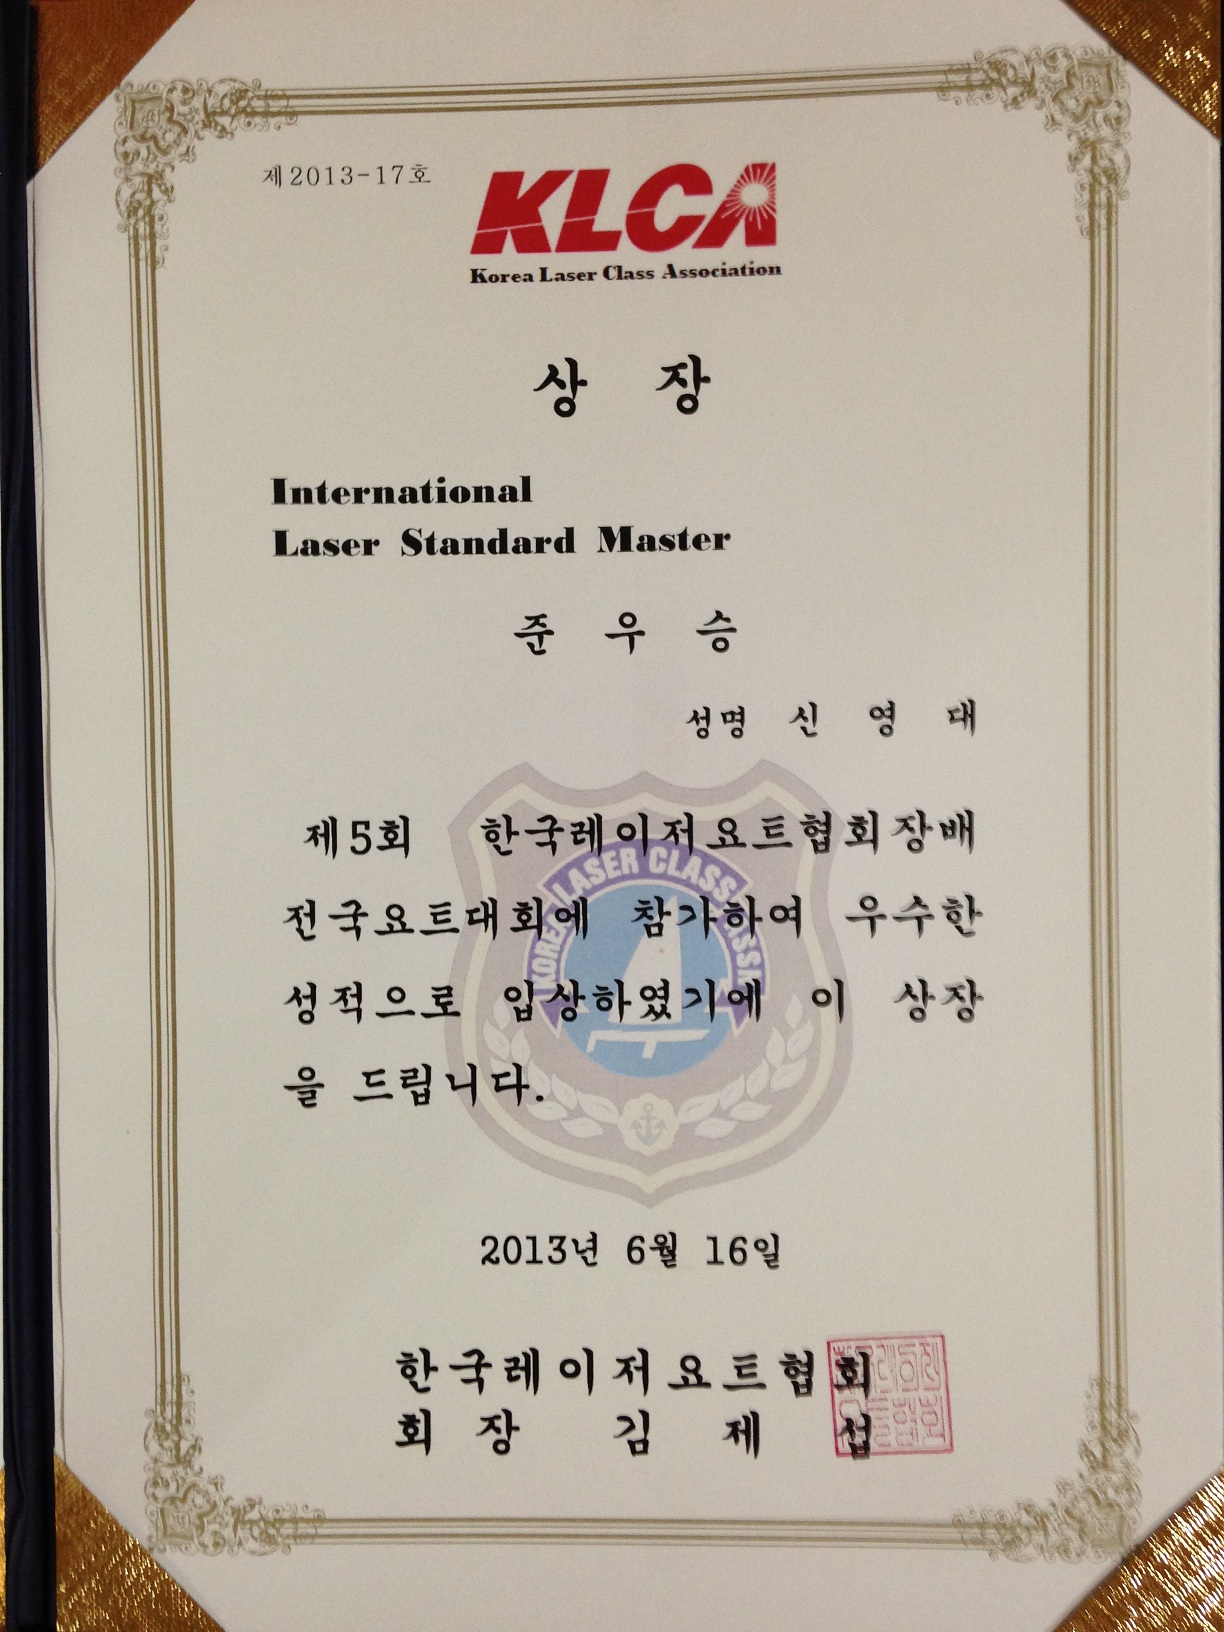 제2013-17호
KLCA
Korea Laser Class Association
상 장
International
Laser Standard Master
준 우 승
성명 신 영 대
제5회 한국레이저요트협회장배
전국요트대회에 참가하여 우수한
성적으로 입상하였기에 이 상장
을 드립니다.
KOREA LASER CLASS ASSN
2013년 6월 16일
한국레이저요트협회
회 장 김 제 섭